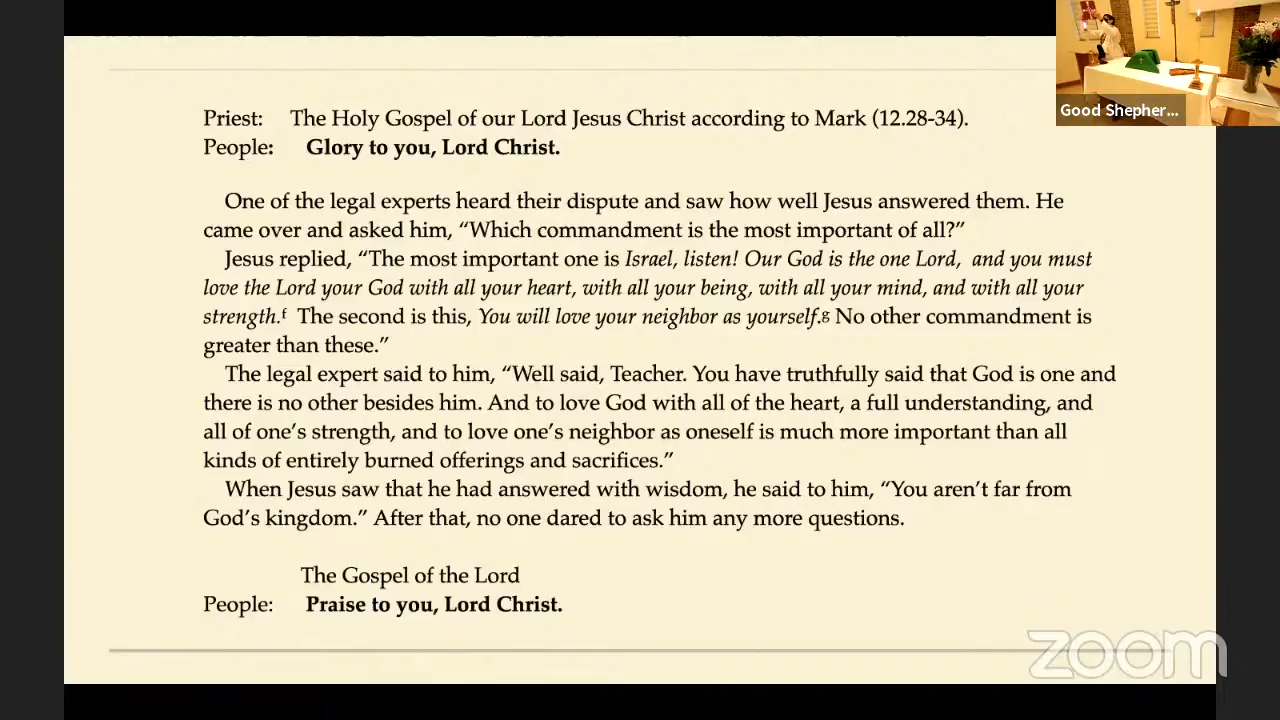 Good Shepher...
Priest: The Holy Gospel of our Lord Jesus Christ according to Mark (12.28-34).
People: Glory to you, Lord Christ.
One of the legal experts heard their dispute and saw how well Jesus answered them. He
came over and asked him, “Which commandment is the most important of all?”
Jesus replied, “The most important one is Israel, listen! Our God is the one Lord, and you must
love the Lord your God with all your heart, with all your being, with all your mind, and with all your
strength.f The second is this, You will love your neighbor as yourself.g No other commandment is
greater than these.”
The legal expert said to him, “Well said, Teacher. You have truthfully said that God is one and
there is no other besides him. And to love God with all of the heart, a full understanding, and
all of one’s strength, and to love one’s neighbor as oneself is much more important than all
kinds of entirely burned offerings and sacrifices.”
When Jesus saw that he had answered with wisdom, he said to him, “You aren’t far from
God’s kingdom.” After that, no one dared to ask him any more questions.
The Gospel of the Lord
People: Praise to you, Lord Christ.
zoom